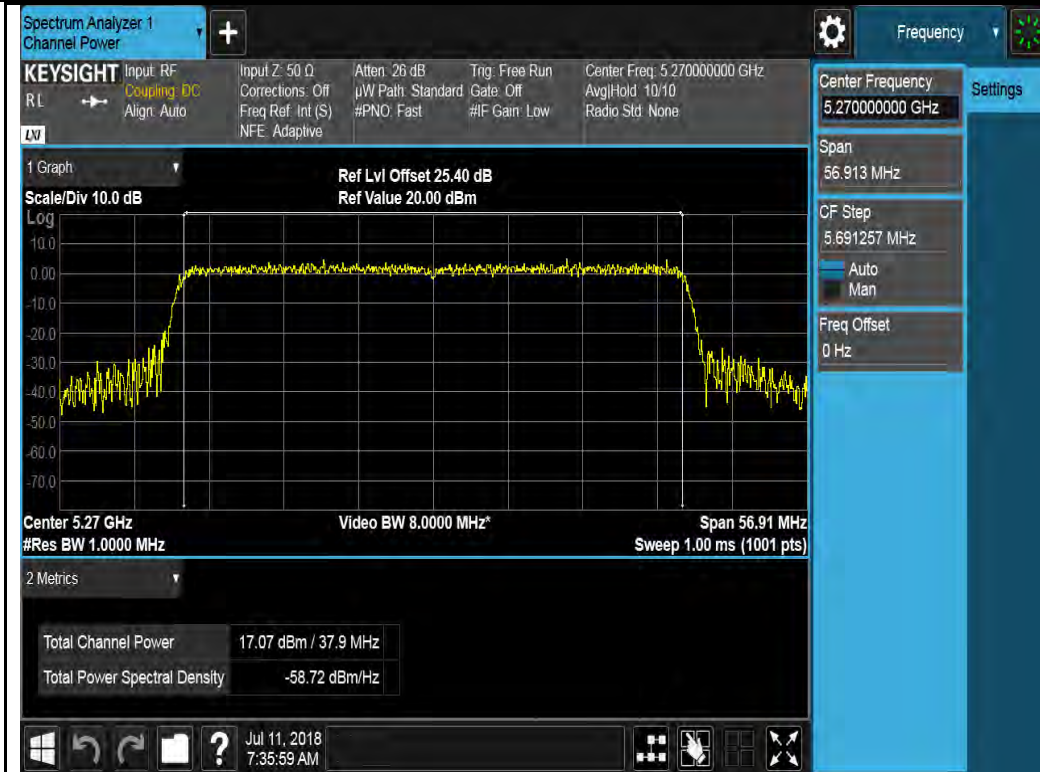 Spectrum Analyzer 1
Channel Power
+
Frequency
KEYSIGHT
R L
LXI
Input: RF
Coupling: DC
Align: Auto
Input Z: 50 Ω
Corrections: Off
Freq Ref: Int (S)
NFE: Adaptive
Atten: 26 dB
µW Path: Standard
#PNO: Fast
Trig: Free Run
Gate: Off
#IF Gain: Low
Center Freq: 5.270000000 GHz
Avg|Hold: 10/10
Radio Std: None
Center Frequency
5.270000000 GHz
Settings
Span
56.913 MHz
CF Step
5.691257 MHz
Auto
Man
Freq Offset
0 Hz
1 Graph
Scale/Div 10.0 dB
Ref Lvl Offset 25.40 dB
Ref Value 20.00 dBm
Log
10.0
0.00
-10.0
-20.0
-30.0
-40.0
-50.0
-60.0
-70.0
Center 5.27 GHz
Video BW 8.0000 MHz*
Span 56.91 MHz
#Res BW 1.0000 MHz
Sweep 1.00 ms (1001 pts)
2 Metrics
Total Channel Power 17.07 dBm / 37.9 MHz
Total Power Spectral Density -58.72 dBm/Hz
?
Jul 11, 2018
7:35:59 AM